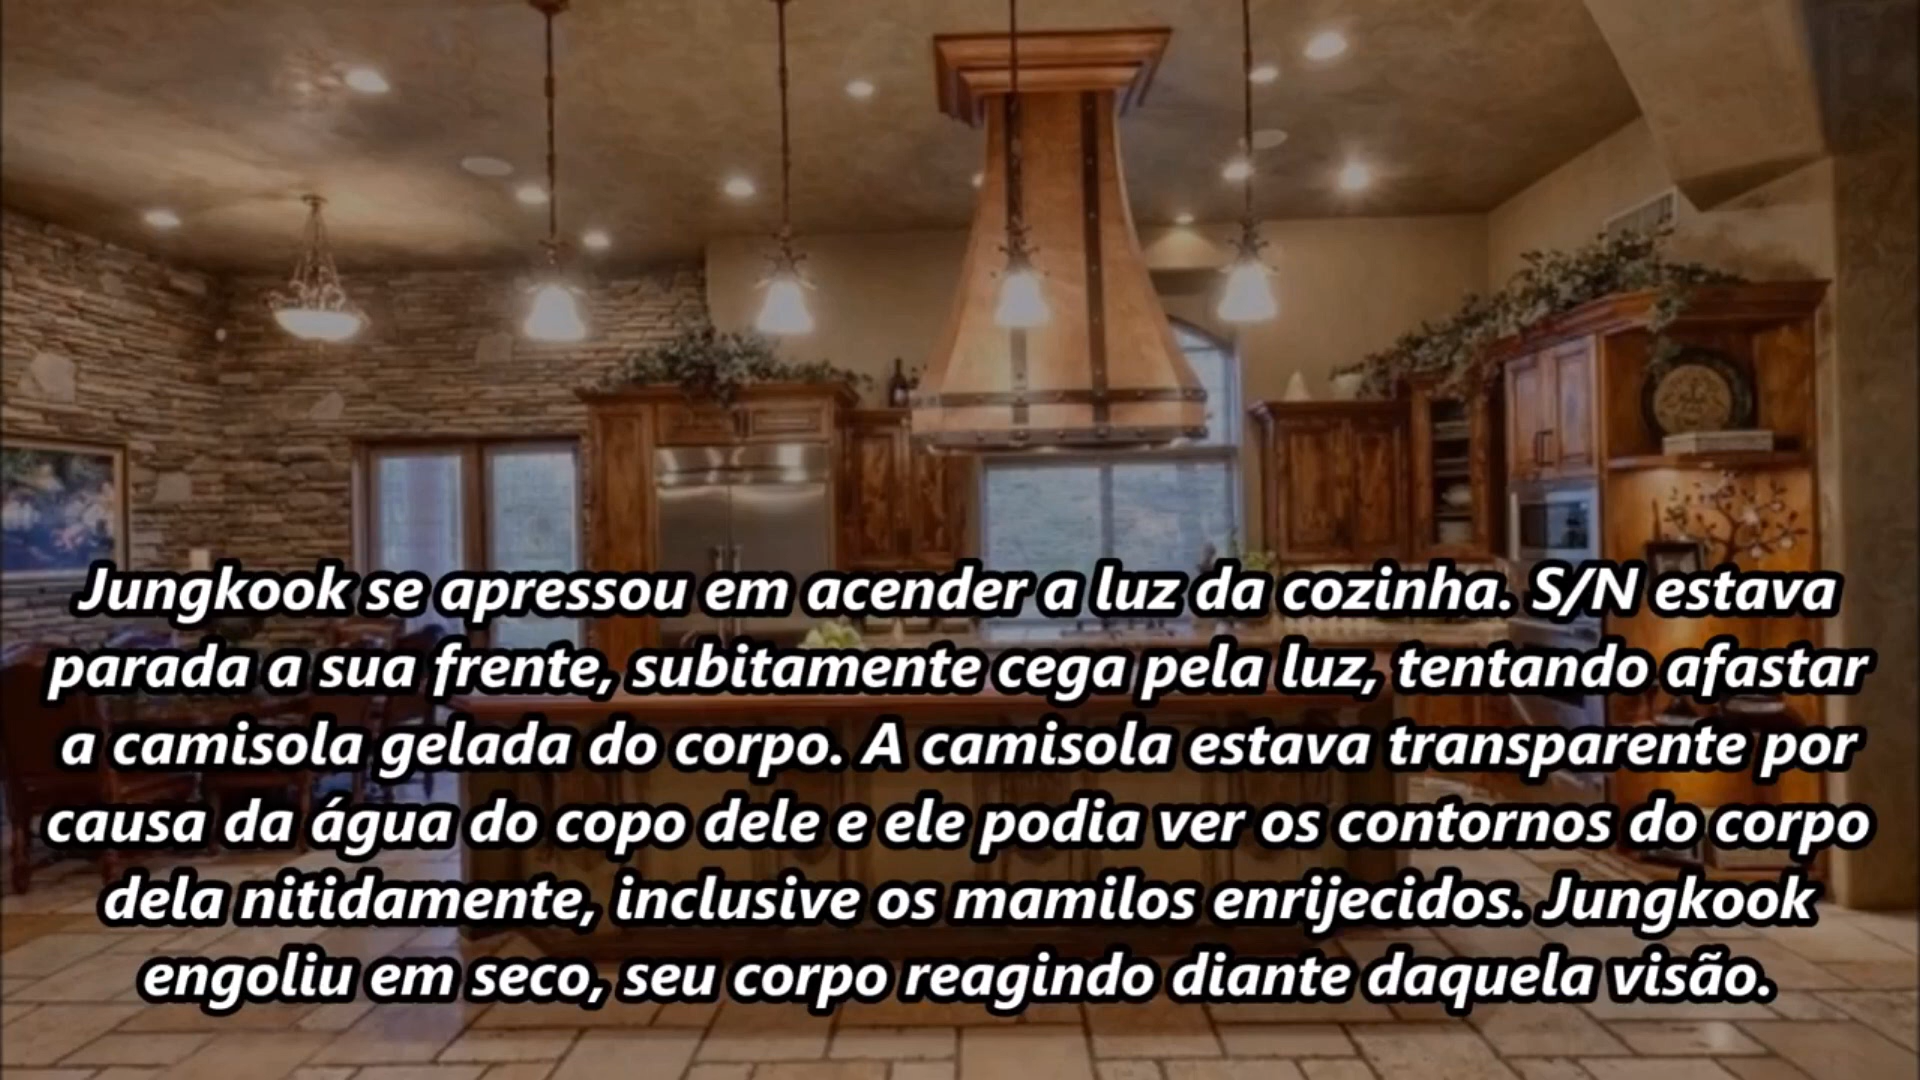 Jungkook se apressou em acender a luz da cozinha. S/N estava
parada a sua frente, subitamente cega pela luz, tentando afastar
a camisola gelada do corpo. A camisola estava transparente por
causa da água do copo dele e ele podia ver os contornos do corpo
dela nitidamente, inclusive os mamilos enrijecidos. Jungkook
engoliu em seco, seu corpo reagindo diante daquela visão.